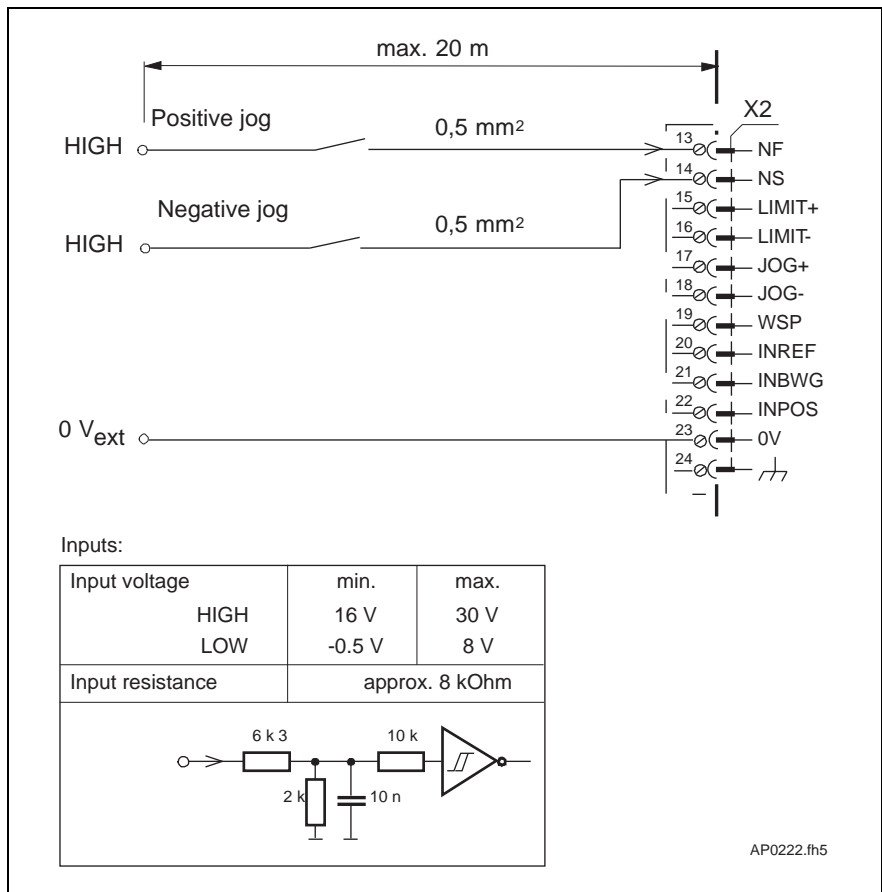 max. 20 m
X2
Positive jog
0,5 mm2
HIGH
13
NF
14
NS
Negative jog
0,5 mm2
15
LIMIT+
HIGH
16
LIMIT-
17
JOG+
18
JOG-
19
WSP
20
INREF
21
INBWG
22
INPOS
0 Vext
23
0V
24
Inputs:
Input voltage min. max.
HIGH 16 V 30 V
LOW -0.5 V 8 V
Input resistance approx. 8 kOhm
6 k 3 10 k
2 k 10 n
AP0222.fh5